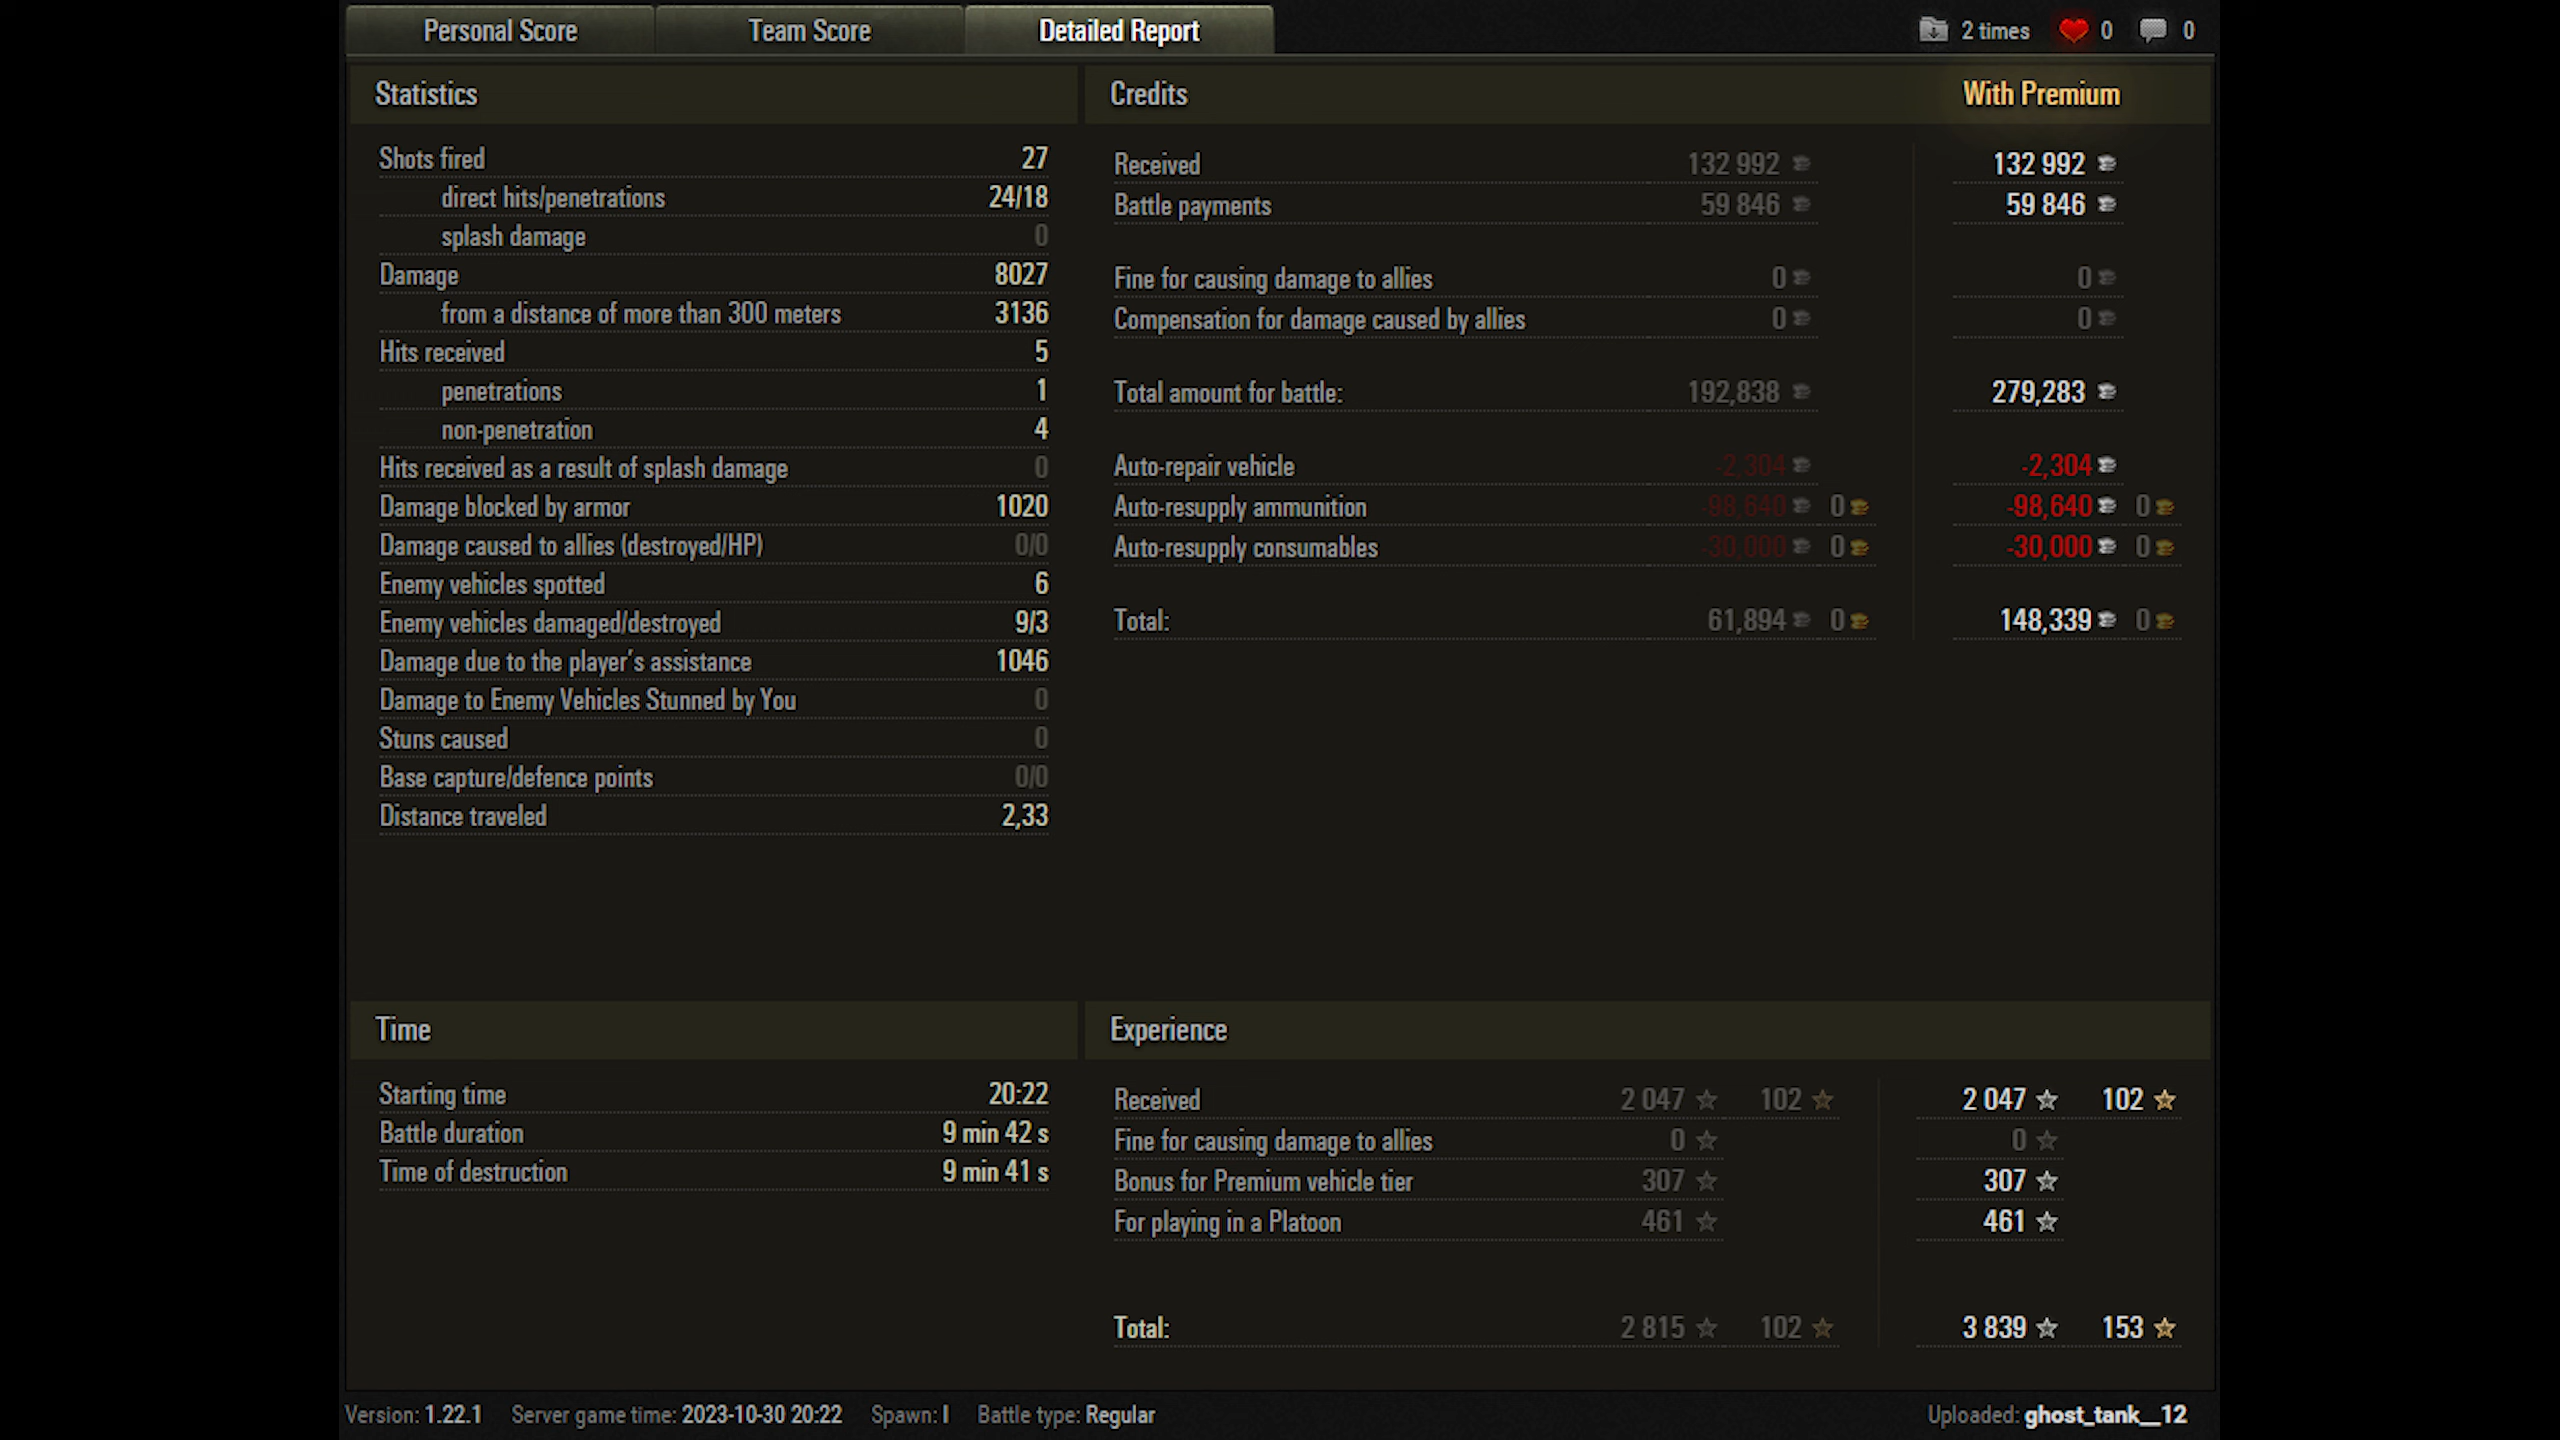 Personal Score Team Score Detailed Report 2 times 0 0
Statistics
Shots fired 27
direct hits/penetrations 24/18
splash damage 0
Damage 8027
from a distance of more than 300 meters 3136
Hits received 5
penetrations 1
non-penetration 4
Hits received as a result of splash damage 0
Damage blocked by armor 1020
Damage caused to allies (destroyed/HP) 0/0
Enemy vehicles spotted 6
Enemy vehicles damaged/destroyed 9/3
Damage due to the player's assistance 1046
Damage to Enemy Vehicles Stunned by You 0
Stuns caused 0
Base capture/defence points 0/0
Distance traveled 2,33
Credits With Premium
Received 132 992 132 992
Battle payments 59 846 59 846
Fine for causing damage to allies 0 0
Compensation for damage caused by allies 0 0
Total amount for battle: 192,838 279,283
Auto-repair vehicle -2,304 -2,304
Auto-resupply ammunition -98,640 0 -98,640 0
Auto-resupply consumables -30,000 0 -30,000 0
Total: 61,894 0 148,339 0
Time
Starting time 20:22
Battle duration 9 min 42 s
Time of destruction 9 min 41 s
Experience
Received 2 047 102 2 047 102
Fine for causing damage to allies 0 0
Bonus for Premium vehicle tier 307 307
For playing in a Platoon 461 461
Total: 2 815 102 3 839 153
Version: 1.22.1 Server game time: 2023-10-30 20:22 Spawn: I Battle type: Regular Uploaded: ghost_tank__12